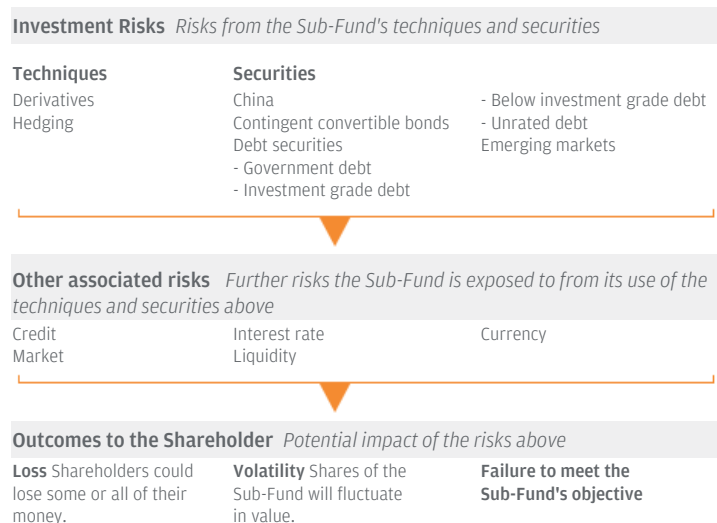 Investment Risks Risks from the Sub-Fund's techniques and securities
Techniques
Derivatives
Hedging
Securities
China
Contingent convertible bonds
Debt securities
- Government debt
- Investment grade debt
- Below investment grade debt
- Unrated debt
Emerging markets
Other associated risks Further risks the Sub-Fund is exposed to from its use of the
techniques and securities above
Credit
Market
Interest rate
Liquidity
Currency
Outcomes to the Shareholder Potential impact of the risks above
Loss Shareholders could
lose some or all of their
money.
Volatility Shares of the
Sub-Fund will fluctuate
in value.
Failure to meet the
Sub-Fund's objective